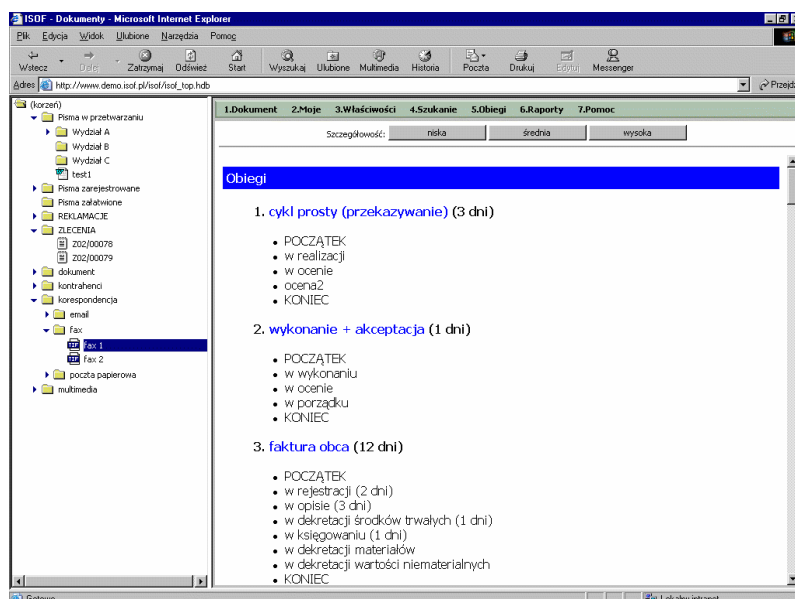 ISOF - Dokumenty - Microsoft Internet Explorer
Plik Edycja Widok Ulubione Narzędzia Pomoc
Wstecz Dalej Zatrzymaj Odśwież Start Wyszukaj Ulubione Multimedia Historia Poczta Drukuj Edytuj Messenger
Adres http://www.demo.isof.pl/isof/isof_top.hdb Przejdź
(korzeń)
Pisma w przetwarzaniu
Wydział A
Wydział B
Wydział C
test1
Pisma zarejestrowane
Pisma załatwione
REKLAMACJE
ZLECENIA
Z02/00078
Z02/00079
dokument
kontrahenci
korespondencja
email
fax
fax 1
fax 2
poczta papierowa
multimedia
1.Dokument 2.Moje 3.Właściwości 4.Szukanie 5.Obiegi 6.Raporty 7.Pomoc
Szczegółowość: niska średnia wysoka
Obiegi
1. cykl prosty (przekazywanie) (3 dni)
• POCZĄTEK
• w realizacji
• w ocenie
• ocena2
• KONIEC
2. wykonanie + akceptacja (1 dni)
• POCZĄTEK
• w wykonaniu
• w ocenie
• w porządku
• KONIEC
3. faktura obca (12 dni)
• POCZĄTEK
• w rejestracji (2 dni)
• w opisie (3 dni)
• w dekretacji środków trwałych (1 dni)
• w księgowaniu (1 dni)
• w dekretacji materiałów
• w dekretacji wartości niematerialnych
• KONIEC
Gotowe Lokalny intranet